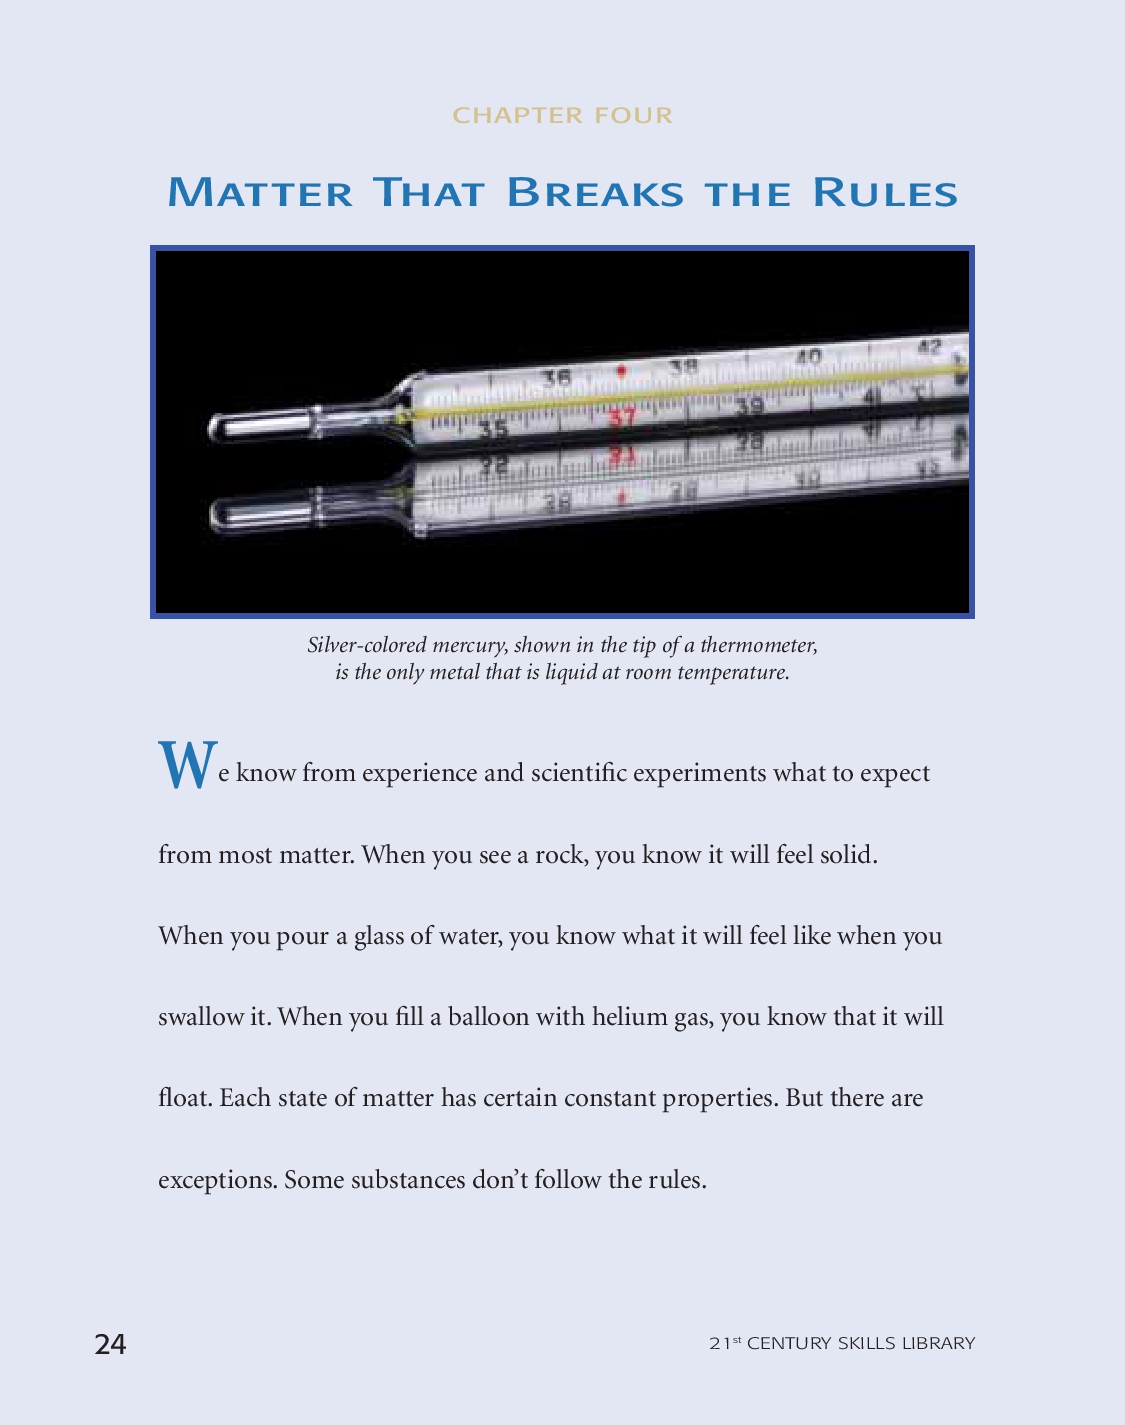 CHAPTER FOUR
MATTER THAT BREAKS THE RULES
36 38 40 42
35 37 39 41 °C
Silver-colored mercury, shown in the tip of a thermometer,
is the only metal that is liquid at room temperature.
We know from experience and scientific experiments what to expect
from most matter. When you see a rock, you know it will feel solid.
When you pour a glass of water, you know what it will feel like when you
swallow it. When you fill a balloon with helium gas, you know that it will
float. Each state of matter has certain constant properties. But there are
exceptions. Some substances don’t follow the rules.
24
21st CENTURY SKILLS LIBRARY